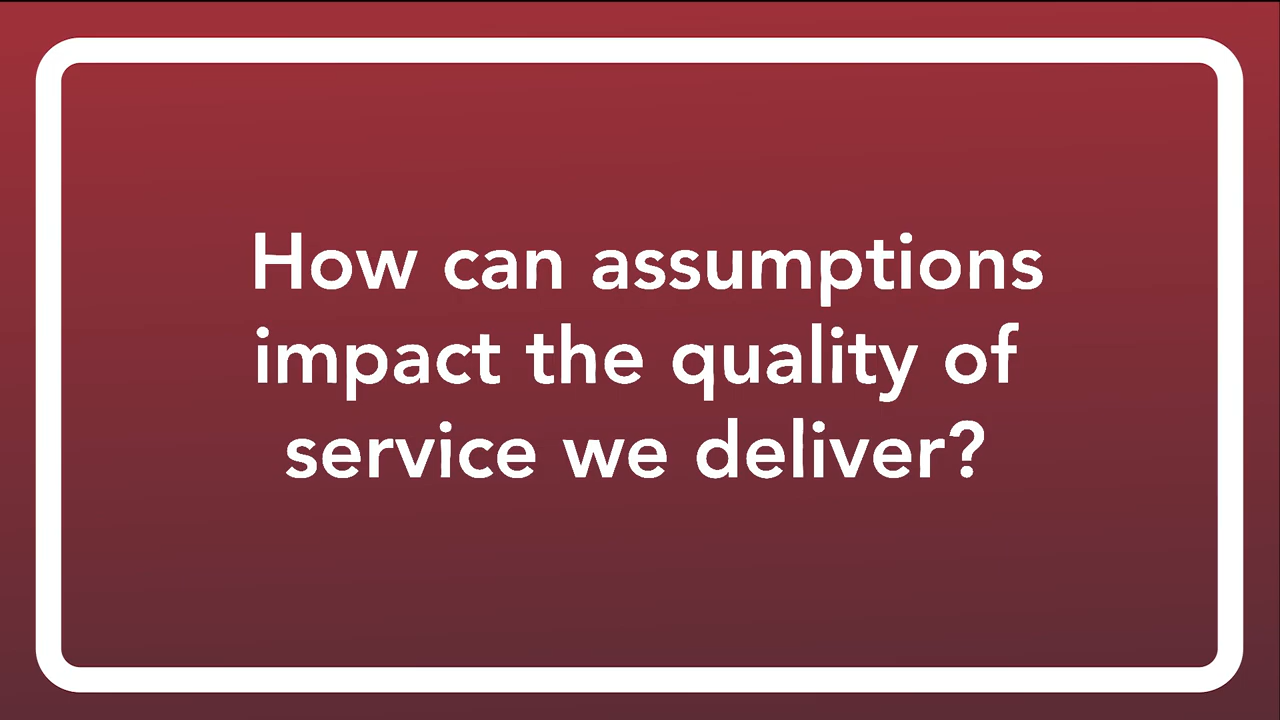 How can assumptions
impact the quality of
service we deliver?